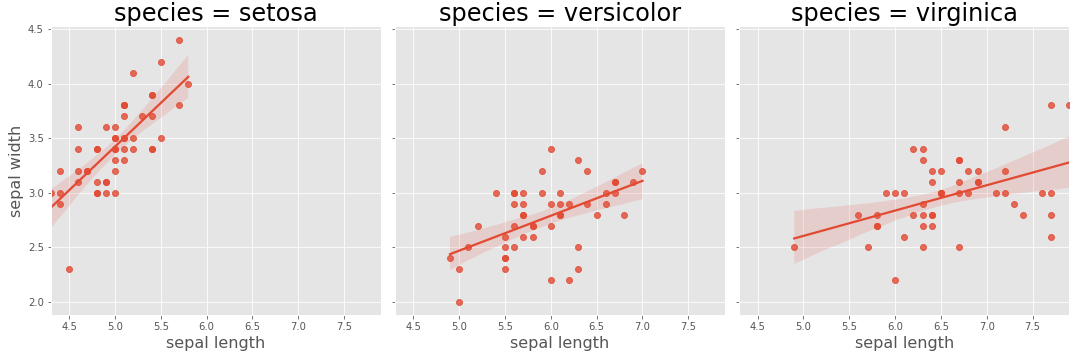 species = setosa
species = versicolor
species = virginica
sepal width
4.5
4.0
3.5
3.0
2.5
2.0
4.5 5.0 5.5 6.0 6.5 7.0 7.5
4.5 5.0 5.5 6.0 6.5 7.0 7.5
4.5 5.0 5.5 6.0 6.5 7.0 7.5
sepal length
sepal length
sepal length